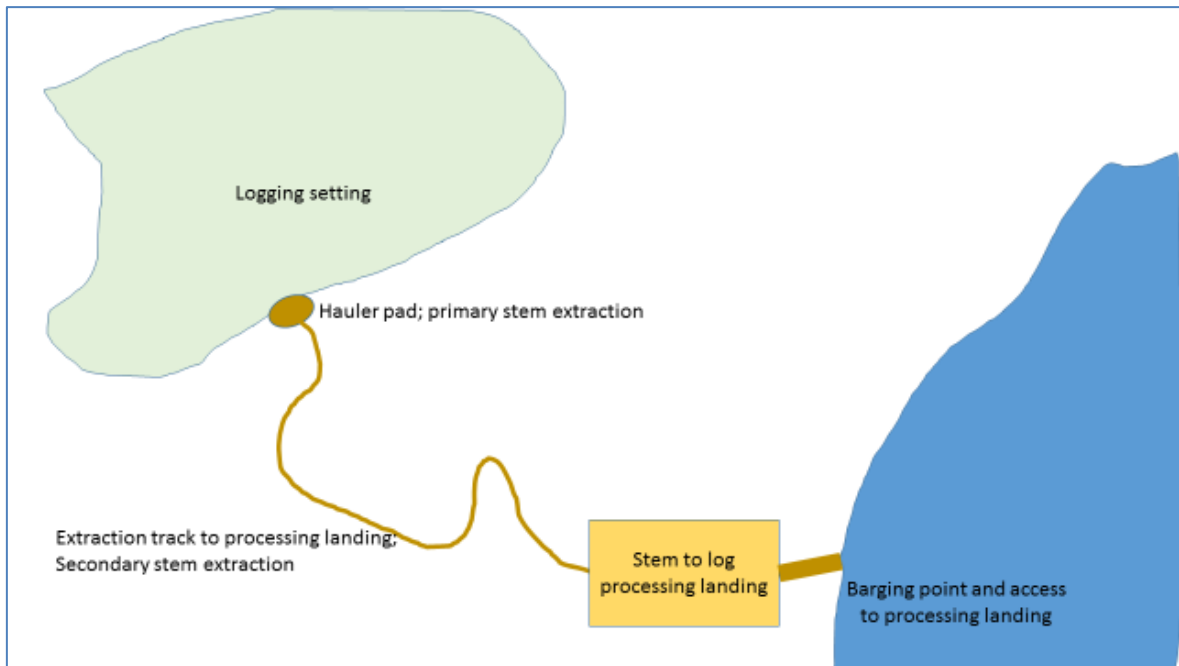 Logging setting
Hauler pad; primary stem extraction
Extraction track to processing landing;
Secondary stem extraction
Stem to log
processing landing
Barging point and access
to processing landing